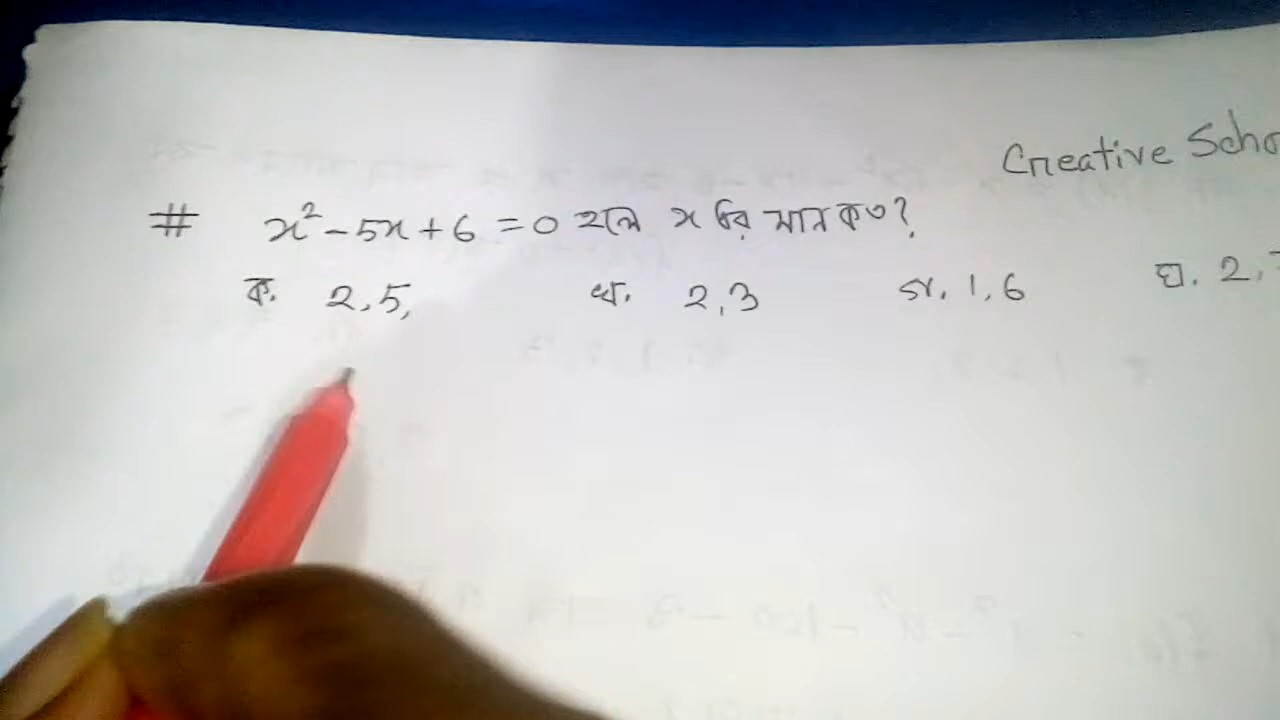 Creative Scho
# x² - 5x + 6 = 0 হলে x এর মান কত?
ক. 2,5, খ. 2,3 গ. 1,6 ঘ. 2,